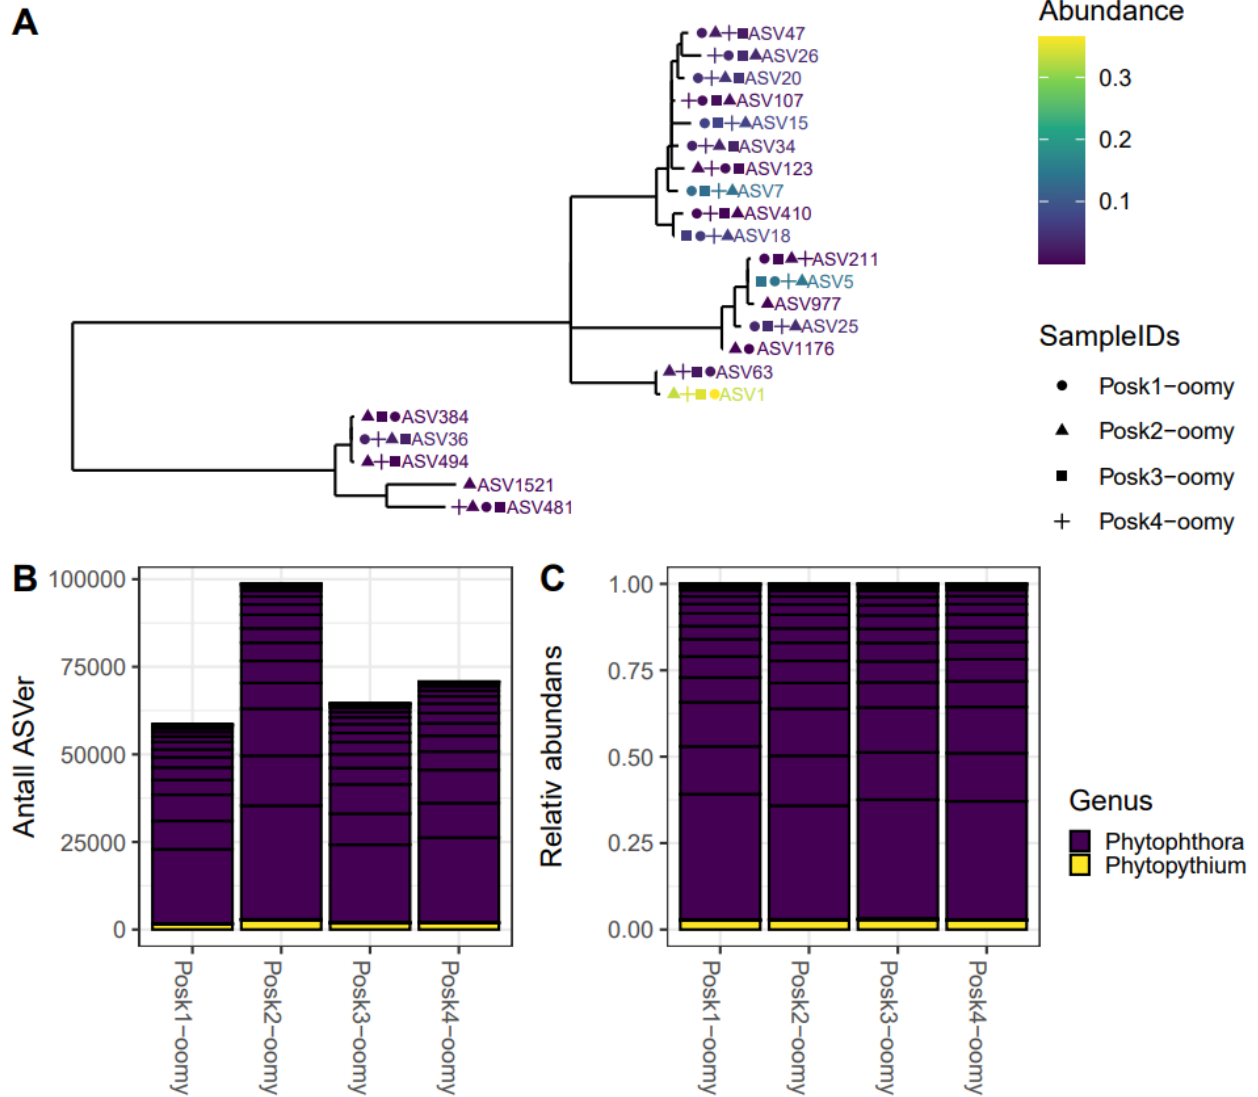 A
ASV47
ASV26
ASV20
ASV107
ASV15
ASV34
ASV123
ASV7
ASV410
ASV18
ASV211
ASV5
ASV977
ASV25
ASV1176
ASV63
ASV1
ASV384
ASV36
ASV494
ASV1521
ASV481
Abundance
0.3
0.2
0.1
SampleIDs
Posk1−oomy
Posk2−oomy
Posk3−oomy
Posk4−oomy
B
Antall ASVer
100000
75000
50000
25000
0
Posk1−oomy
Posk2−oomy
Posk3−oomy
Posk4−oomy
C
Relativ abundans
1.00
0.75
0.50
0.25
0.00
Posk1−oomy
Posk2−oomy
Posk3−oomy
Posk4−oomy
Genus
Phytophthora
Phytopythium